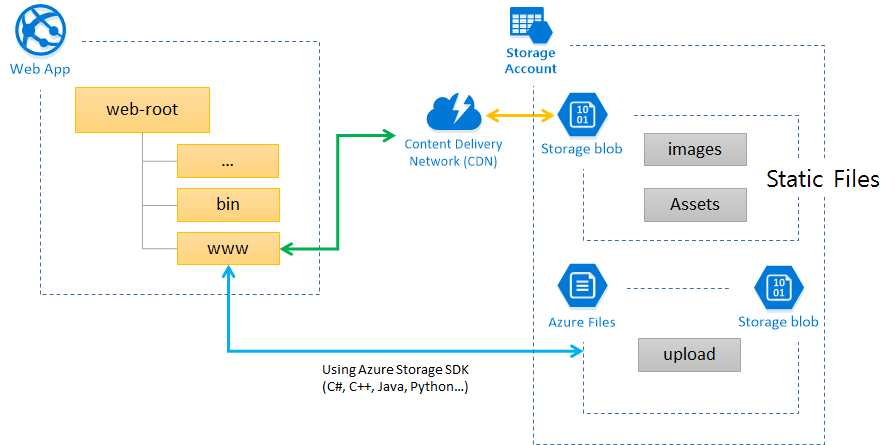 Web App
web-root
...
bin
www
Content Delivery
Network (CDN)
Storage
Account
10
01
Storage blob
images
Assets
Static Files
Azure Files
10
01
Storage blob
upload
Using Azure Storage SDK
(C#, C++, Java, Python...)